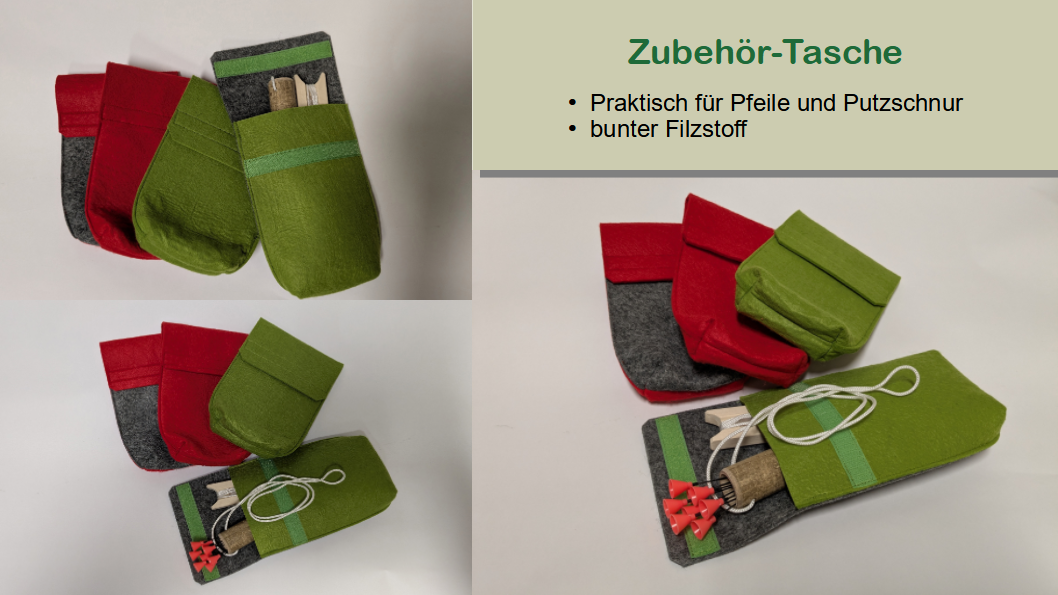 Zubehör-Tasche
• Praktisch für Pfeile und Putzschnur
• bunter Filzstoff